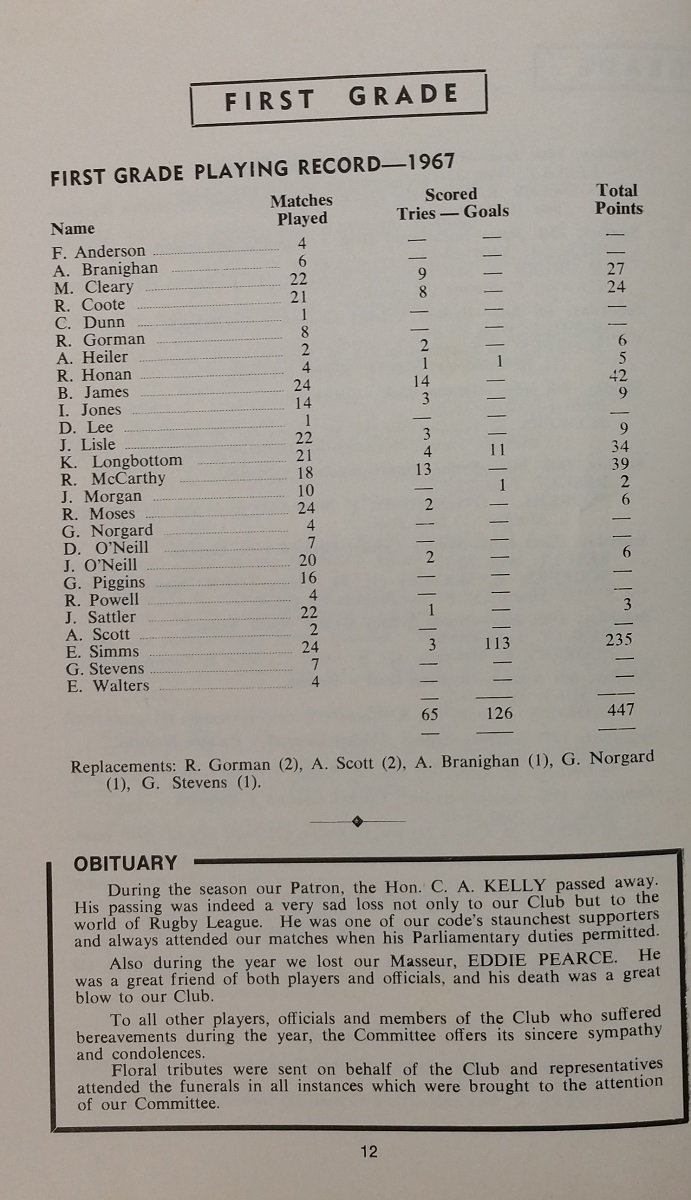 FIRST GRADE
FIRST GRADE PLAYING RECORD—1967
Name Matches Played Scored Tries — Goals Total Points
F. Anderson 4 — — —
A. Branighan 6 — — —
M. Cleary 22 9 — 27
R. Coote 21 8 — 24
C. Dunn 1 — — —
R. Gorman 8 — — —
A. Heiler 2 2 — 6
R. Honan 4 1 1 5
B. James 24 14 — 42
I. Jones 14 3 — 9
D. Lee 1 — — —
J. Lisle 22 3 — 9
K. Longbottom 21 4 11 34
R. McCarthy 18 13 — 39
J. Morgan 10 — 1 2
R. Moses 24 2 — 6
G. Norgard 4 — — —
D. O'Neill 7 — — —
J. O'Neill 20 2 — 6
G. Piggins 16 — — —
R. Powell 4 — — —
J. Sattler 22 1 — 3
A. Scott 2 — — —
E. Simms 24 3 113 235
G. Stevens 7 — — —
E. Walters 4 — — —
65 126 447
Replacements: R. Gorman (2), A. Scott (2), A. Branighan (1), G. Norgard
(1), G. Stevens (1).
OBITUARY
During the season our Patron, the Hon. C. A. KELLY passed away.
His passing was indeed a very sad loss not only to our Club but to the
world of Rugby League. He was one of our code's staunchest supporters
and always attended our matches when his Parliamentary duties permitted.
Also during the year we lost our Masseur, EDDIE PEARCE. He
was a great friend of both players and officials, and his death was a great
blow to our Club.
To all other players, officials and members of the Club who suffered
bereavements during the year, the Committee offers its sincere sympathy
and condolences.
Floral tributes were sent on behalf of the Club and representatives
attended the funerals in all instances which were brought to the attention
of our Committee.
12